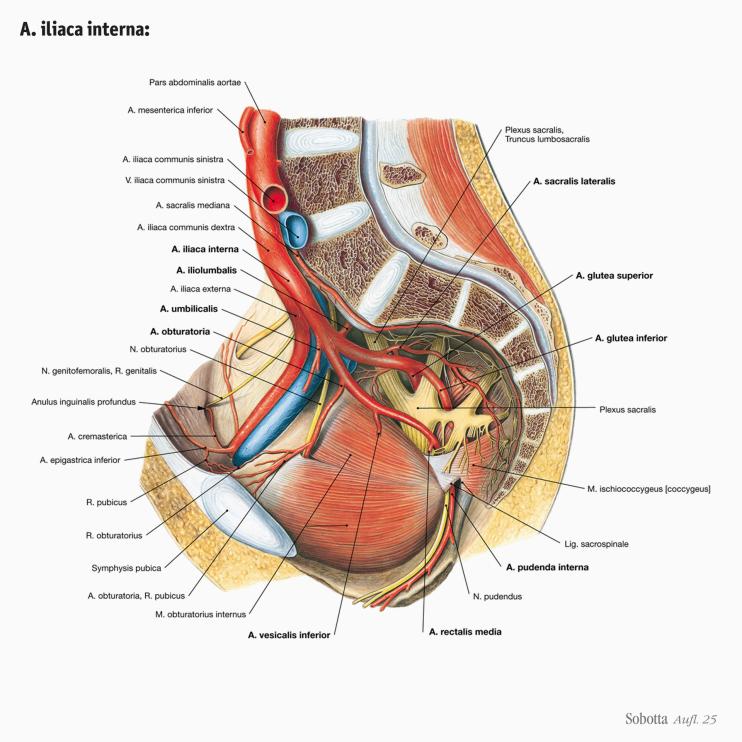 A. iliaca interna:
Pars abdominalis aortae
A. mesenterica inferior
A. iliaca communis sinistra
V. iliaca communis sinistra
A. sacralis mediana
A. iliaca communis dextra
A. iliaca interna
A. iliolumbalis
A. iliaca externa
A. umbilicalis
A. obturatoria
N. obturatorius
N. genitofemoralis, R. genitalis
Anulus inguinalis profundus
A. cremasterica
A. epigastrica inferior
R. pubicus
R. obturatorius
Symphysis pubica
A. obturatoria, R. pubicus
M. obturatorius internus
A. vesicalis inferior
Plexus sacralis,
Truncus lumbosacralis
A. sacralis lateralis
A. glutea superior
A. glutea inferior
Plexus sacralis
M. ischiococcygeus [coccygeus]
Lig. sacrospinale
A. pudenda interna
N. pudendus
A. rectalis media
Sobotta Aufl. 25